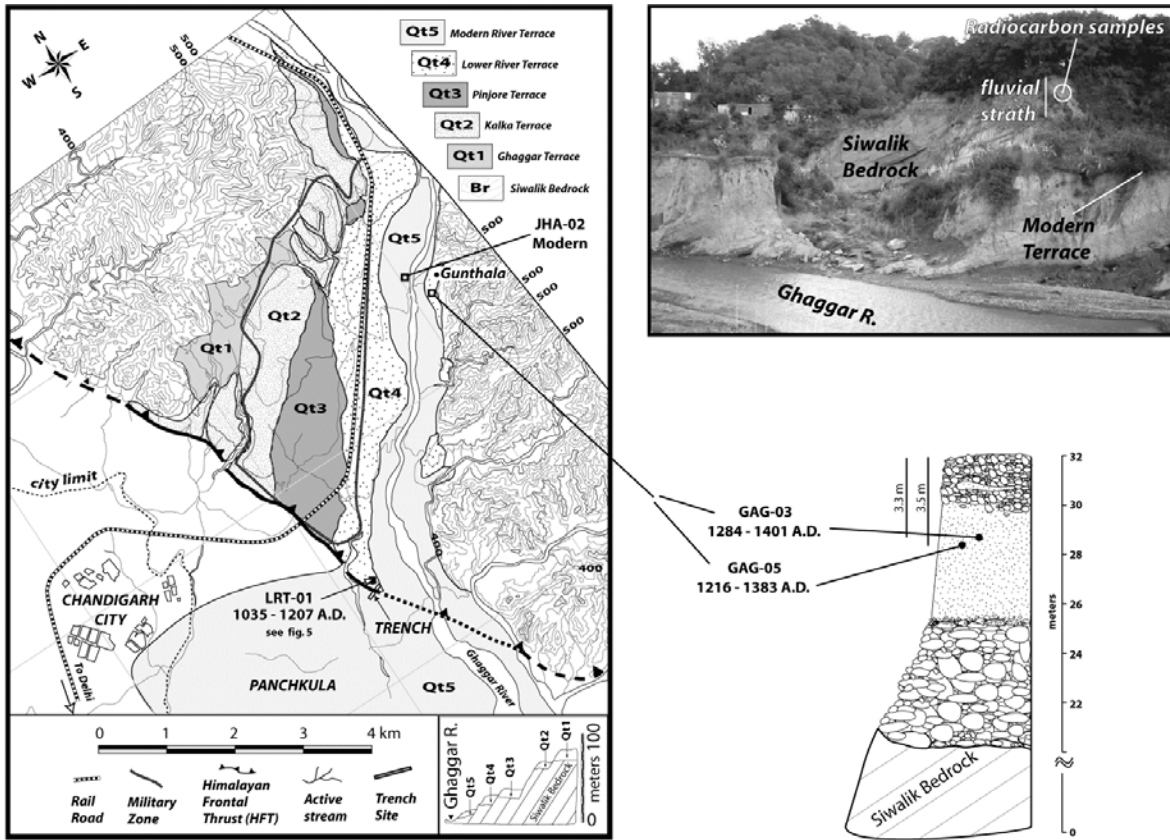 N
E
W
S
500
500
400
Qt5 Modern River Terrace
Qt4 Lower River Terrace
Qt3 Pinjore Terrace
Qt2 Kalka Terrace
Qt1 Ghaggar Terrace
Br Siwalik Bedrock
500
JHA-02
Modern
Qt5
Gunthala
500
500
500
Qt2
Qt1
Qt3
Qt4
city limit
400
400
CHANDIGARH
CITY
To Delhi
LRT-01
1035 - 1207 A.D.
see fig. 5
TRENCH
PANCHKULA
Qt5
Ghaggar River
0 1 2 3 4 km
Rail
Road
Military
Zone
Himalayan
Frontal
Thrust (HFT)
Active
stream
Trench
Site
Ghaggar R.
Qt5
Qt4
Qt3
Qt2
Qt1
Siwalik Bedrock
0 meters 100
Radiocarbon samples
fluvial
strath
Siwalik
Bedrock
Modern
Terrace
Ghaggar R.
3.3 m
3.5 m
GAG-03
1284 - 1401 A.D.
GAG-05
1216 - 1383 A.D.
Siwalik Bedrock
32
30
28
26
24
22
20
0
meters